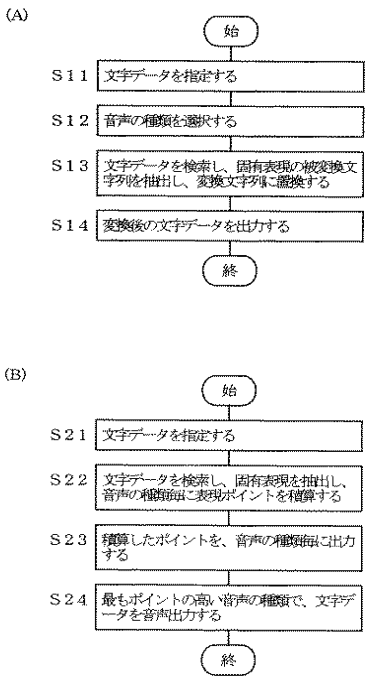 (A)
始
S11 文字データを指定する
S12 音声の種類を選択する
S13 文字データを検索し、固有表現の被変換文
字列を抽出し、変換文字列に置換する
S14 変換後の文字データを出力する
終
(B)
始
S21 文字データを指定する
S22 文字データを検索し、固有表現を抽出し、
音声の種類毎に表現ポイントを積算する
S23 積算したポイントを、音声の種類毎に出力
する
S24 最もポイントの高い音声の種類で、文字デ
ータを音声出力する
終